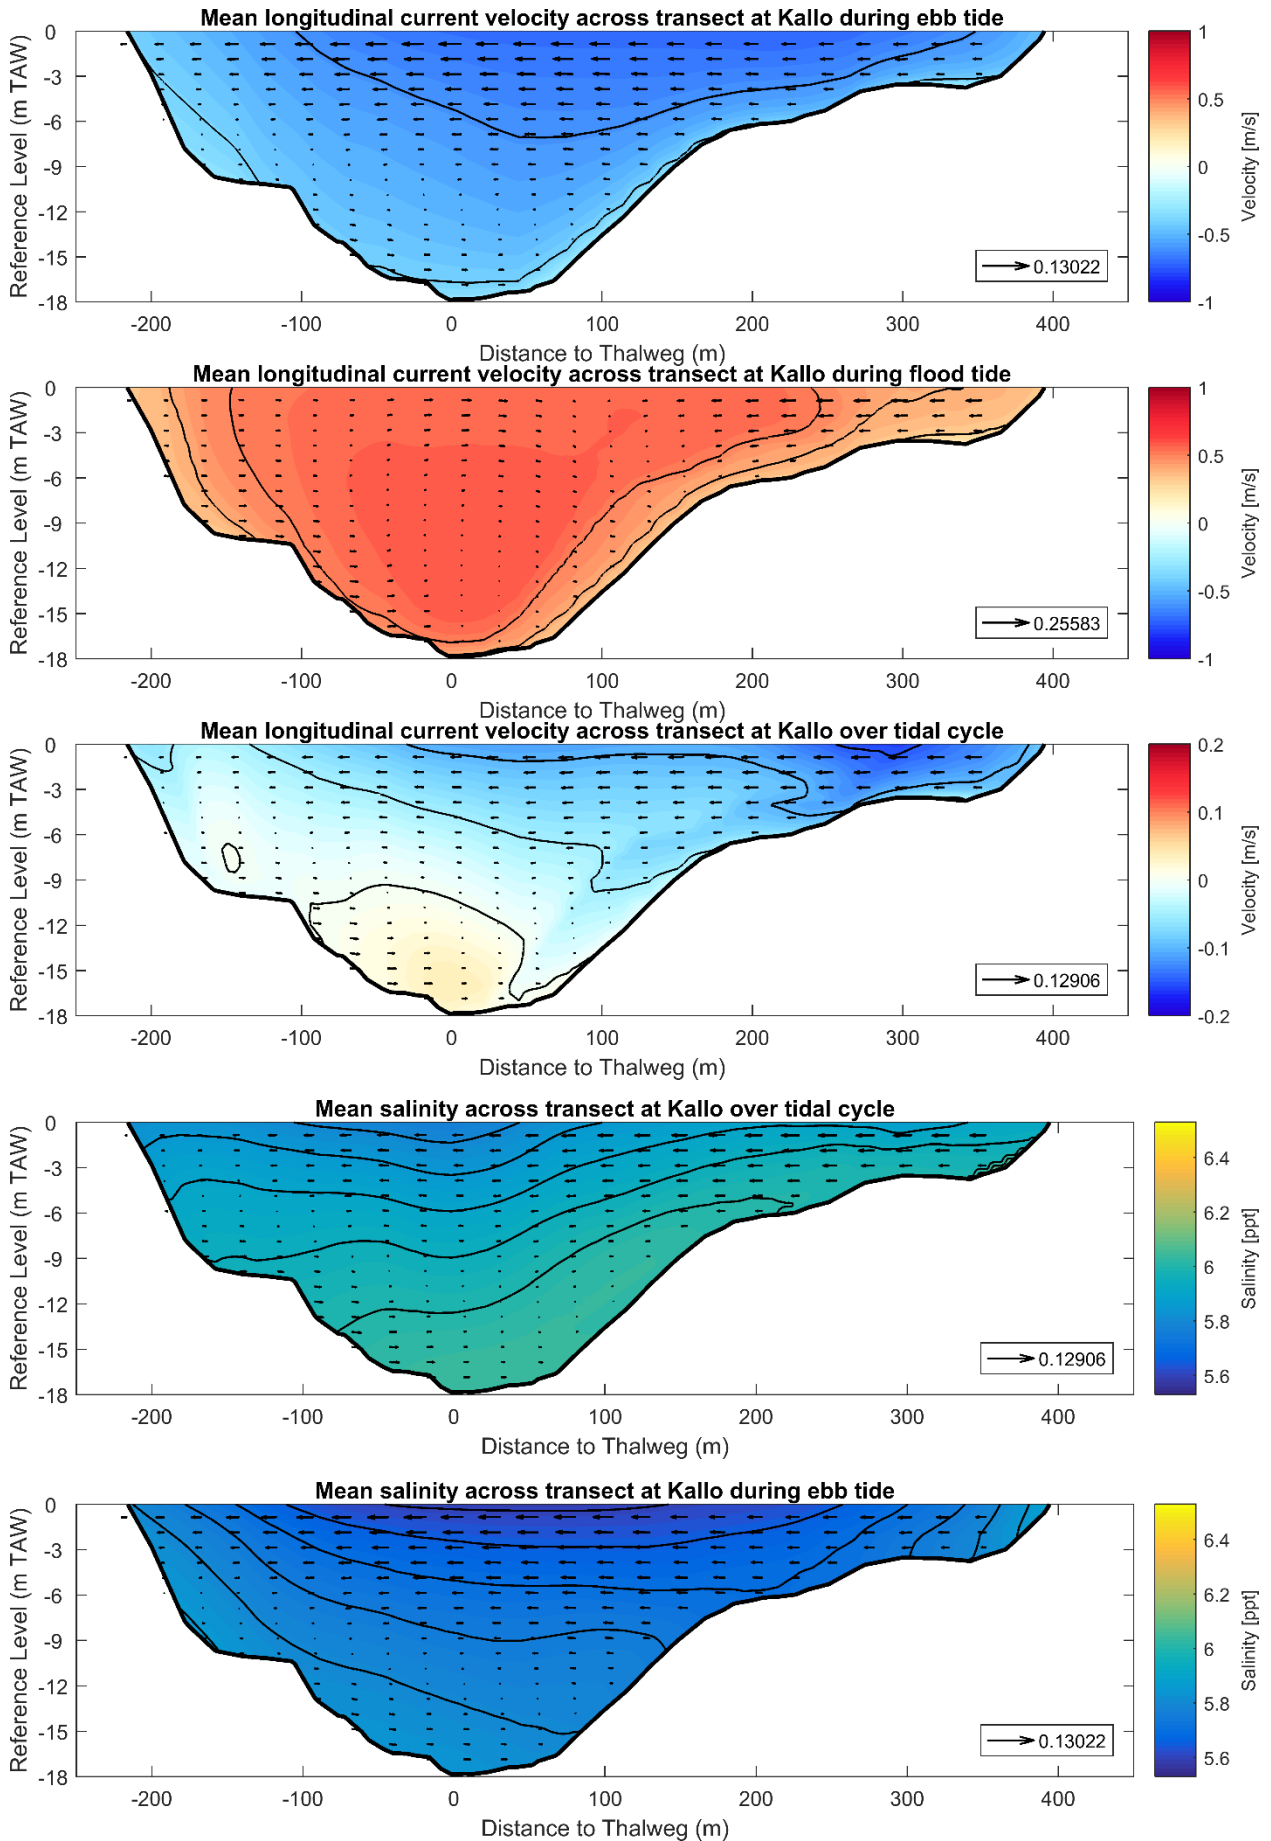 Mean longitudinal current velocity across transect at Kallo during ebb tide
0
-3
-6
-9
-12
-15
-18
Reference Level (m TAW)
-200 -100 0 100 200 300 400
Distance to Thalweg (m)
0.13022
1
0.5
0
-0.5
-1
Velocity [m/s]
Mean longitudinal current velocity across transect at Kallo during flood tide
0
-3
-6
-9
-12
-15
-18
Reference Level (m TAW)
-200 -100 0 100 200 300 400
Distance to Thalweg (m)
0.25583
1
0.5
0
-0.5
-1
Velocity [m/s]
Mean longitudinal current velocity across transect at Kallo over tidal cycle
0
-3
-6
-9
-12
-15
-18
Reference Level (m TAW)
-200 -100 0 100 200 300 400
Distance to Thalweg (m)
0.12906
0.2
0.1
0
-0.1
-0.2
Velocity [m/s]
Mean salinity across transect at Kallo over tidal cycle
0
-3
-6
-9
-12
-15
-18
Reference Level (m TAW)
-200 -100 0 100 200 300 400
Distance to Thalweg (m)
0.12906
6.4
6.2
6
5.8
5.6
Salinity [ppt]
Mean salinity across transect at Kallo during ebb tide
0
-3
-6
-9
-12
-15
-18
Reference Level (m TAW)
-200 -100 0 100 200 300 400
Distance to Thalweg (m)
0.13022
6.4
6.2
6
5.8
5.6
Salinity [ppt]